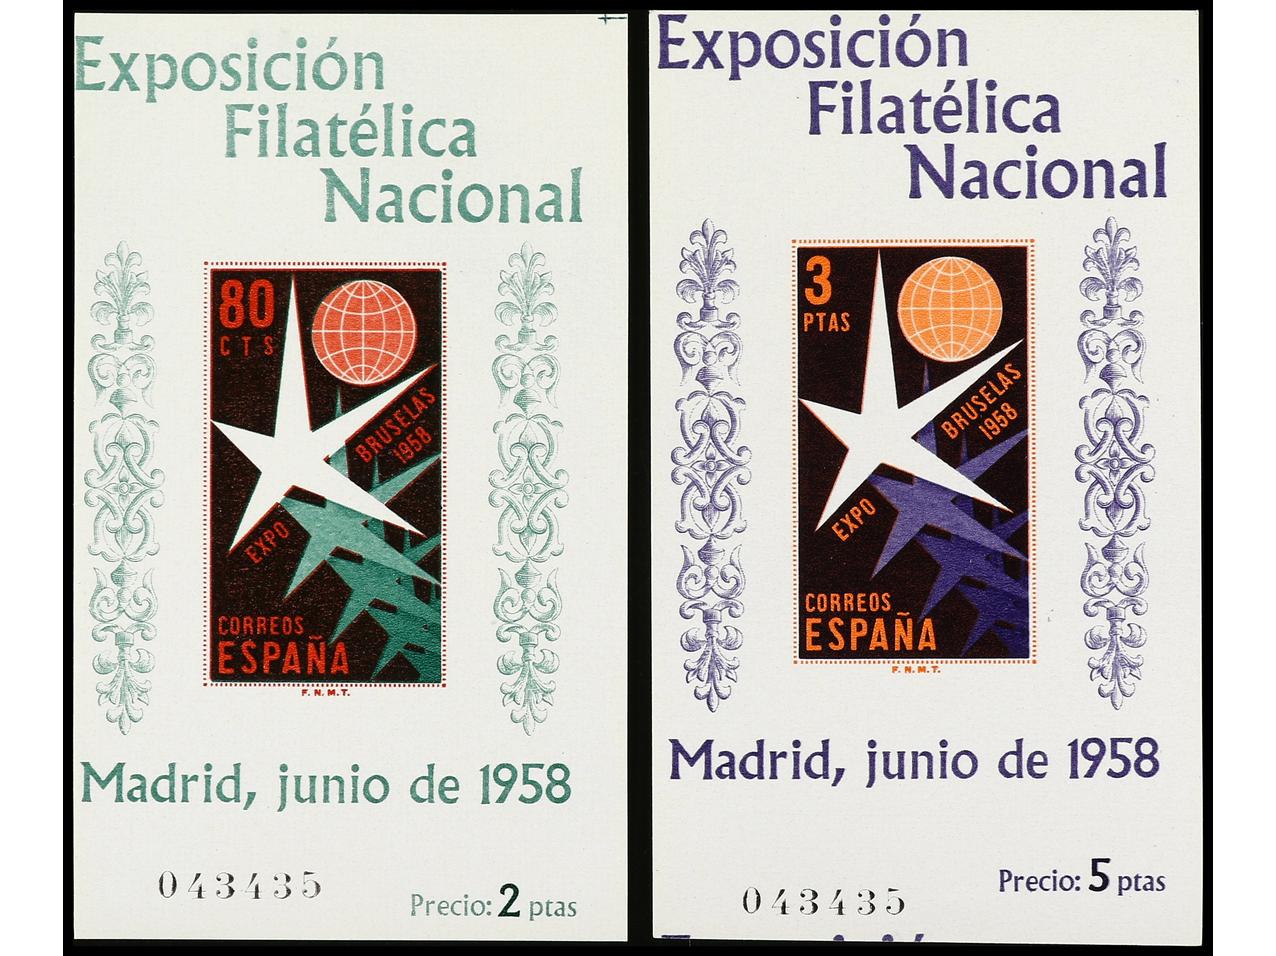 Exposición
Filatélica
Nacional
80
CTS
BRUSELAS
1958
EXPO
CORREOS
ESPAÑA
F.N.M.T.
Madrid, junio de 1958
043435
Precio: 2 ptas
Exposición
Filatélica
Nacional
3
PTAS
BRUSELAS
1958
EXPO
CORREOS
ESPAÑA
F.N.M.T.
Madrid, junio de 1958
Precio: 5 ptas
043435